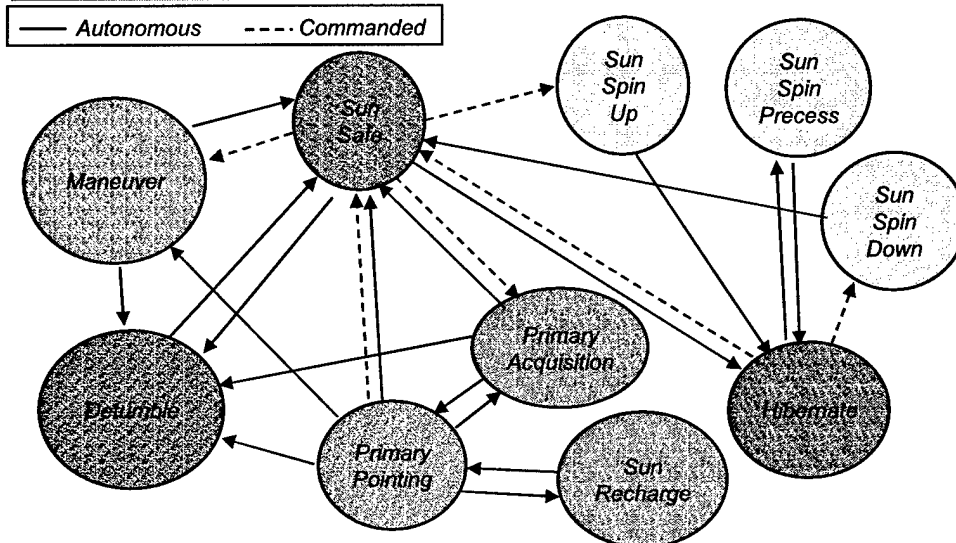 Autonomous
Commanded
Sun
Safe
Sun
Spin
Up
Sun
Spin
Precess
Maneuver
Sun
Spin
Down
Primary
Acquisition
Detumble
Hibernate
Primary
Pointing
Sun
Recharge